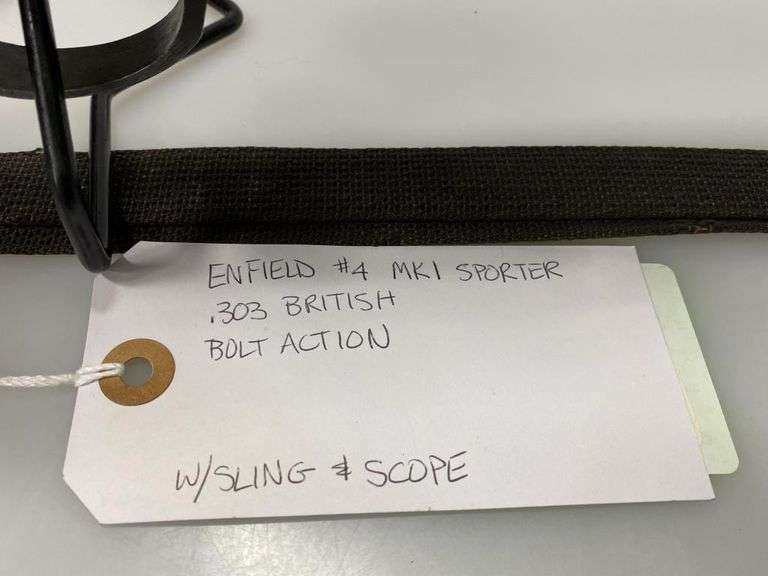 ENFIELD #4 MK1 SPORTER
.303 BRITISH
BOLT ACTION
W/SLING & SCOPE